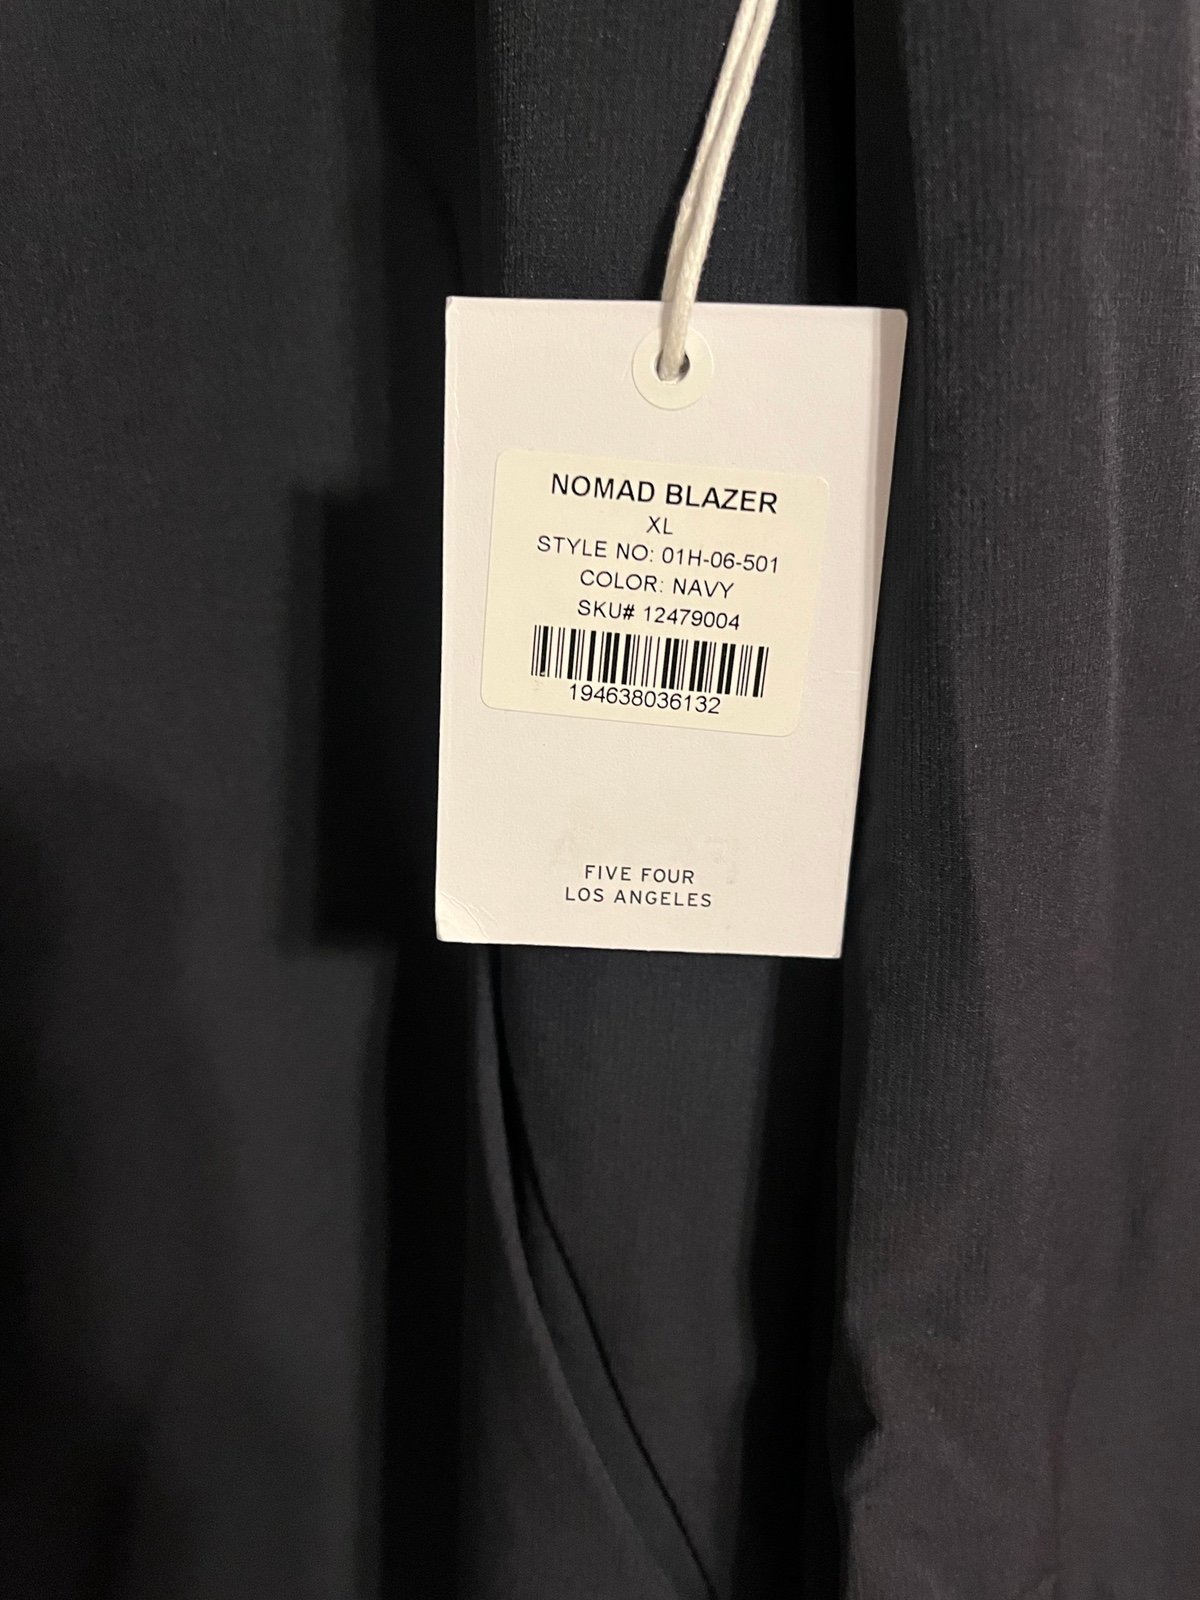 NOMAD BLAZER
XL
STYLE NO: 01H-06-501
COLOR: NAVY
SKU# 12479004
194638036132
FIVE FOUR
LOS ANGELES